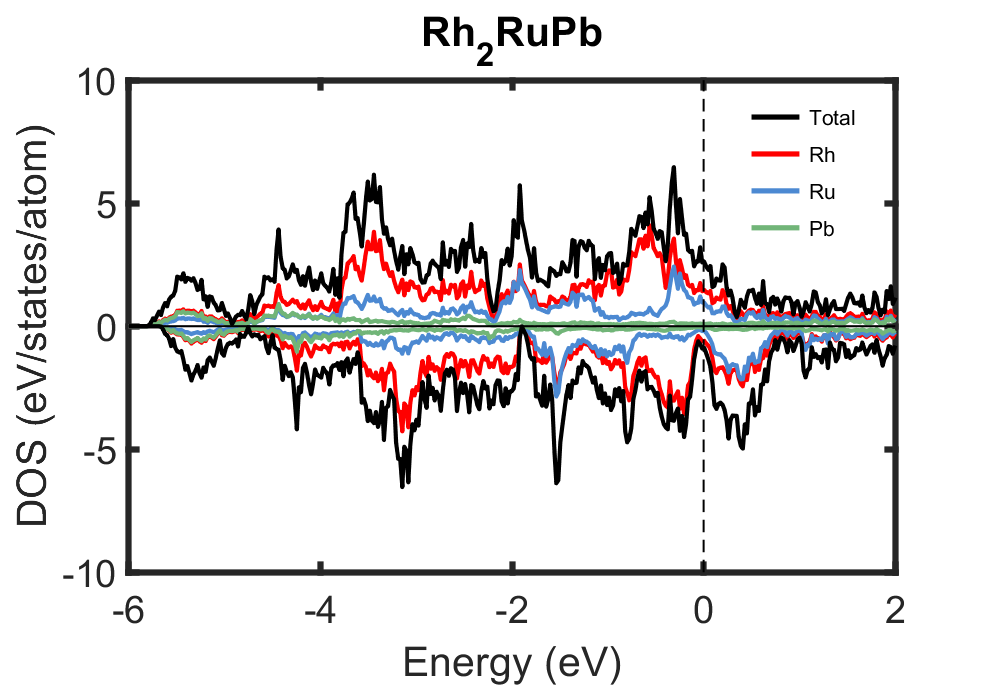 Rh2RuPb
10
5
0
-5
-10
DOS (eV/states/atom)
Total
Rh
Ru
Pb
-6
-4
-2
0
2
Energy (eV)